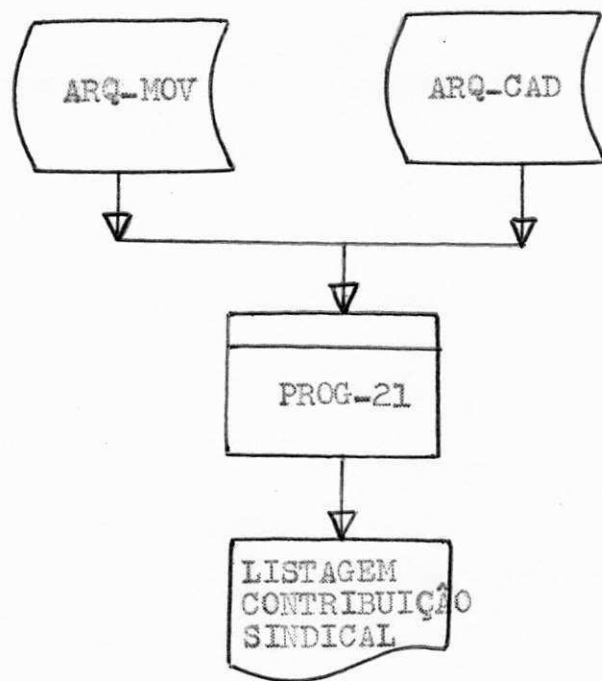 ARQ-MOV
ARQ-CAD
PROG-21
LISTAGEM
CONTRIBUIÇÃO
SINDICAL